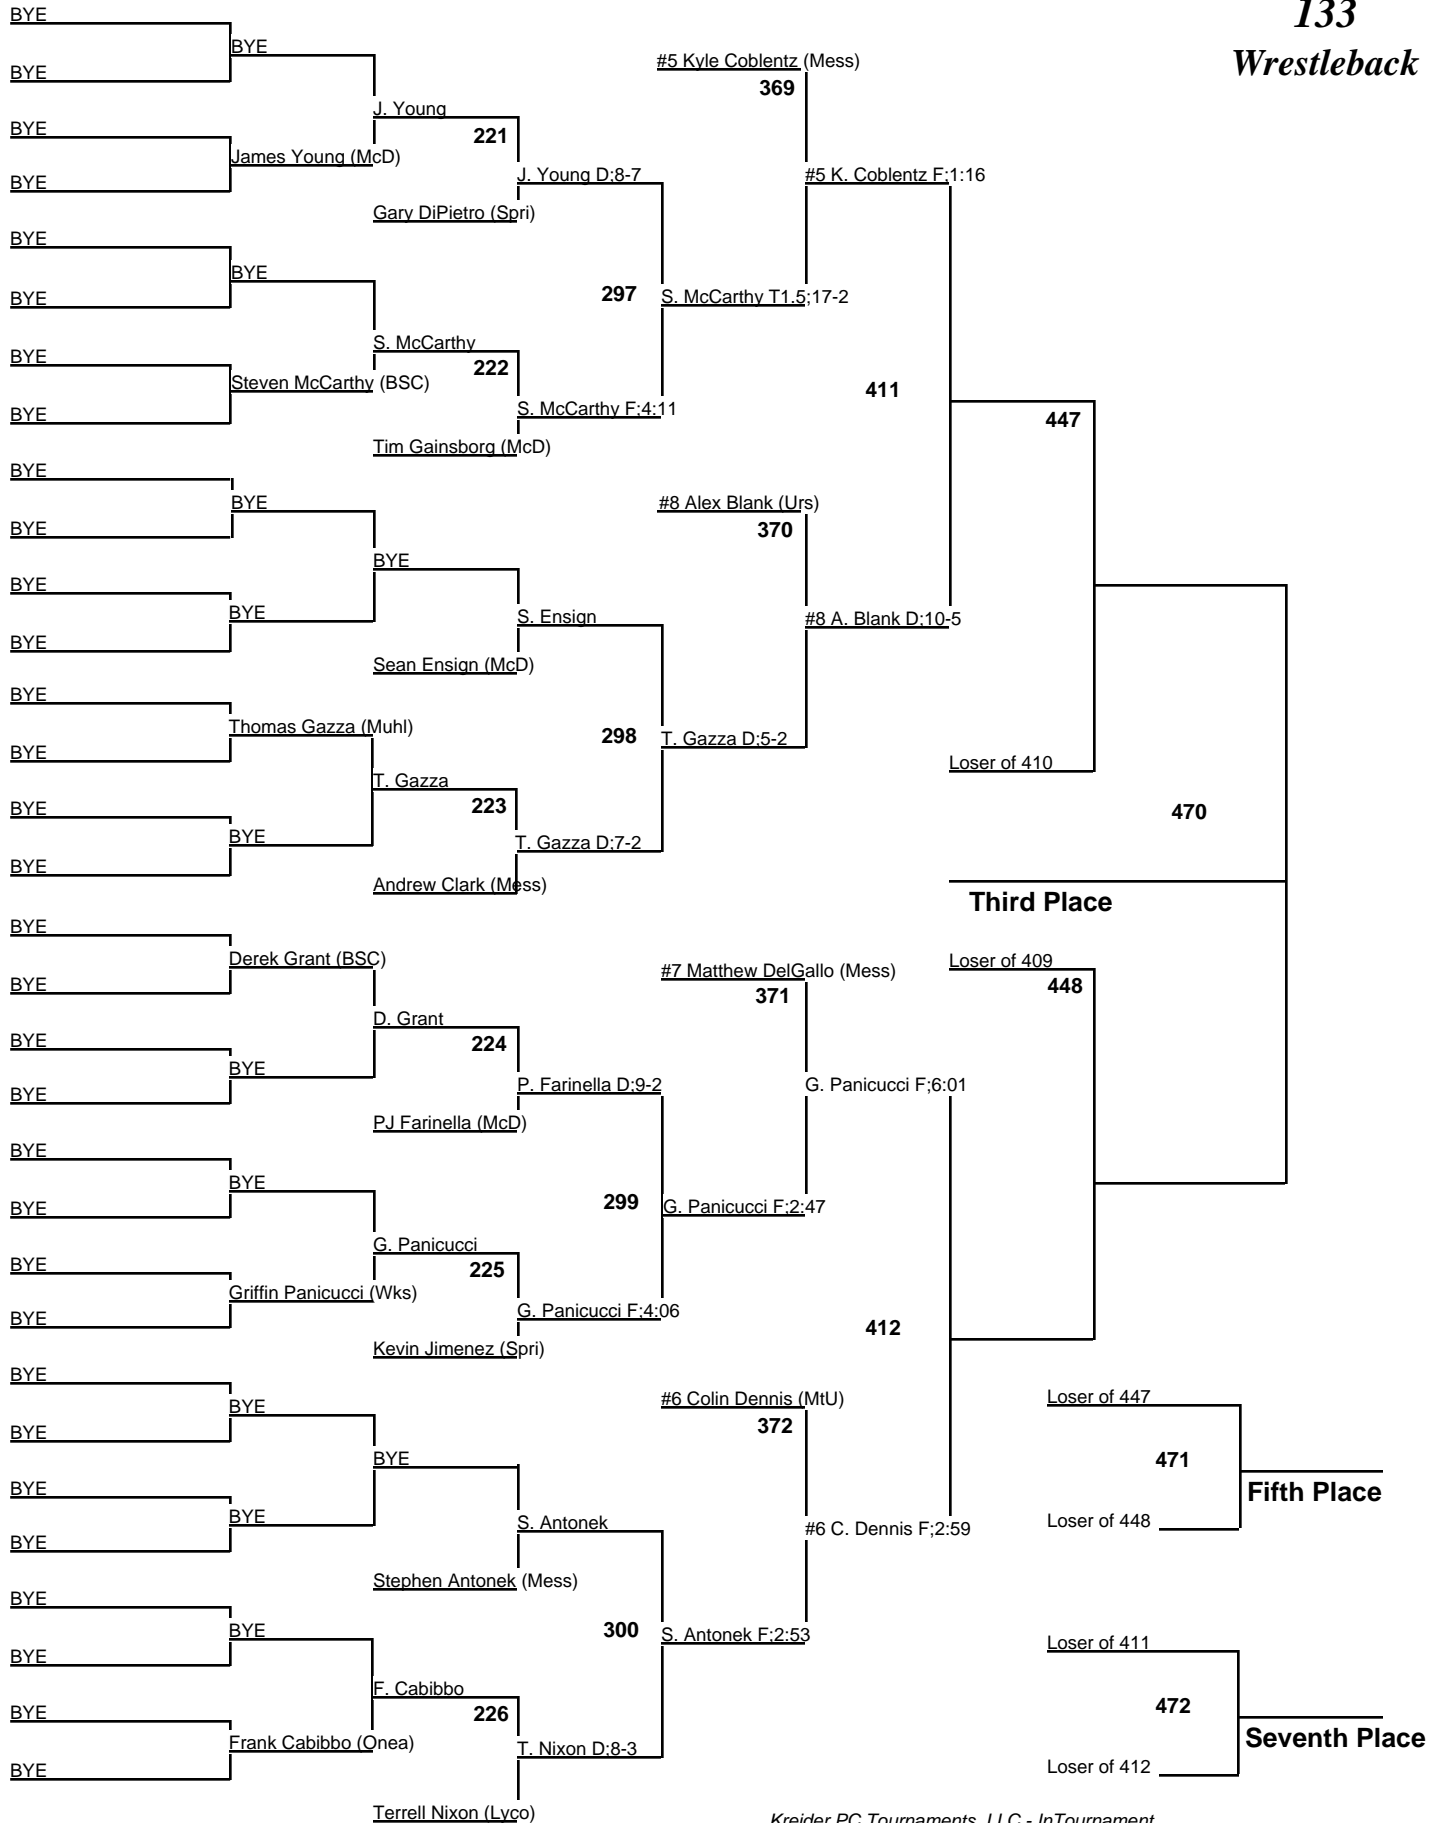 133
Wrestleback
BYE
BYE
BYE
#5 Kyle Coblentz (Mess)
369
J. Young
221
BYE
James Young (McD)
BYE
J. Young D;8-7
#5 K. Coblentz F;1:16
Gary DiPietro (Spri)
BYE
BYE
BYE
297
S. McCarthy T1.5;17-2
S. McCarthy
222
BYE
Steven McCarthy (BSC)
BYE
411
S. McCarthy F;4:11
447
Tim Gainsborg (McD)
BYE
BYE
BYE
#8 Alex Blank (Urs)
370
BYE
BYE
BYE
BYE
S. Ensign
#8 A. Blank D;10-5
Sean Ensign (McD)
BYE
Thomas Gazza (Muhl)
BYE
298
T. Gazza D;5-2
Loser of 410
T. Gazza
223
470
BYE
BYE
BYE
T. Gazza D;7-2
Andrew Clark (Mess)
Third Place
BYE
Derek Grant (BSC)
BYE
#7 Matthew DelGallo (Mess)
371
Loser of 409
448
D. Grant
224
BYE
BYE
BYE
P. Farinella D;9-2
G. Panicucci F;6:01
PJ Farinella (McD)
BYE
BYE
BYE
299
G. Panicucci F;2:47
G. Panicucci
225
BYE
Griffin Panicucci (Wks)
BYE
G. Panicucci F;4:06
412
Kevin Jimenez (Spri)
BYE
BYE
BYE
#6 Colin Dennis (MtU)
372
Loser of 447
BYE
471
BYE
BYE
BYE
S. Antonek
#6 C. Dennis F;2:59
Fifth Place
Loser of 448
Stephen Antonek (Mess)
BYE
BYE
BYE
300
S. Antonek F;2:53
Loser of 411
F. Cabibbo
226
472
BYE
Frank Cabibbo (Onea)
BYE
T. Nixon D;8-3
Seventh Place
Loser of 412
Terrell Nixon (Lyco)
Kreider PC Tournaments, LLC - InTournament